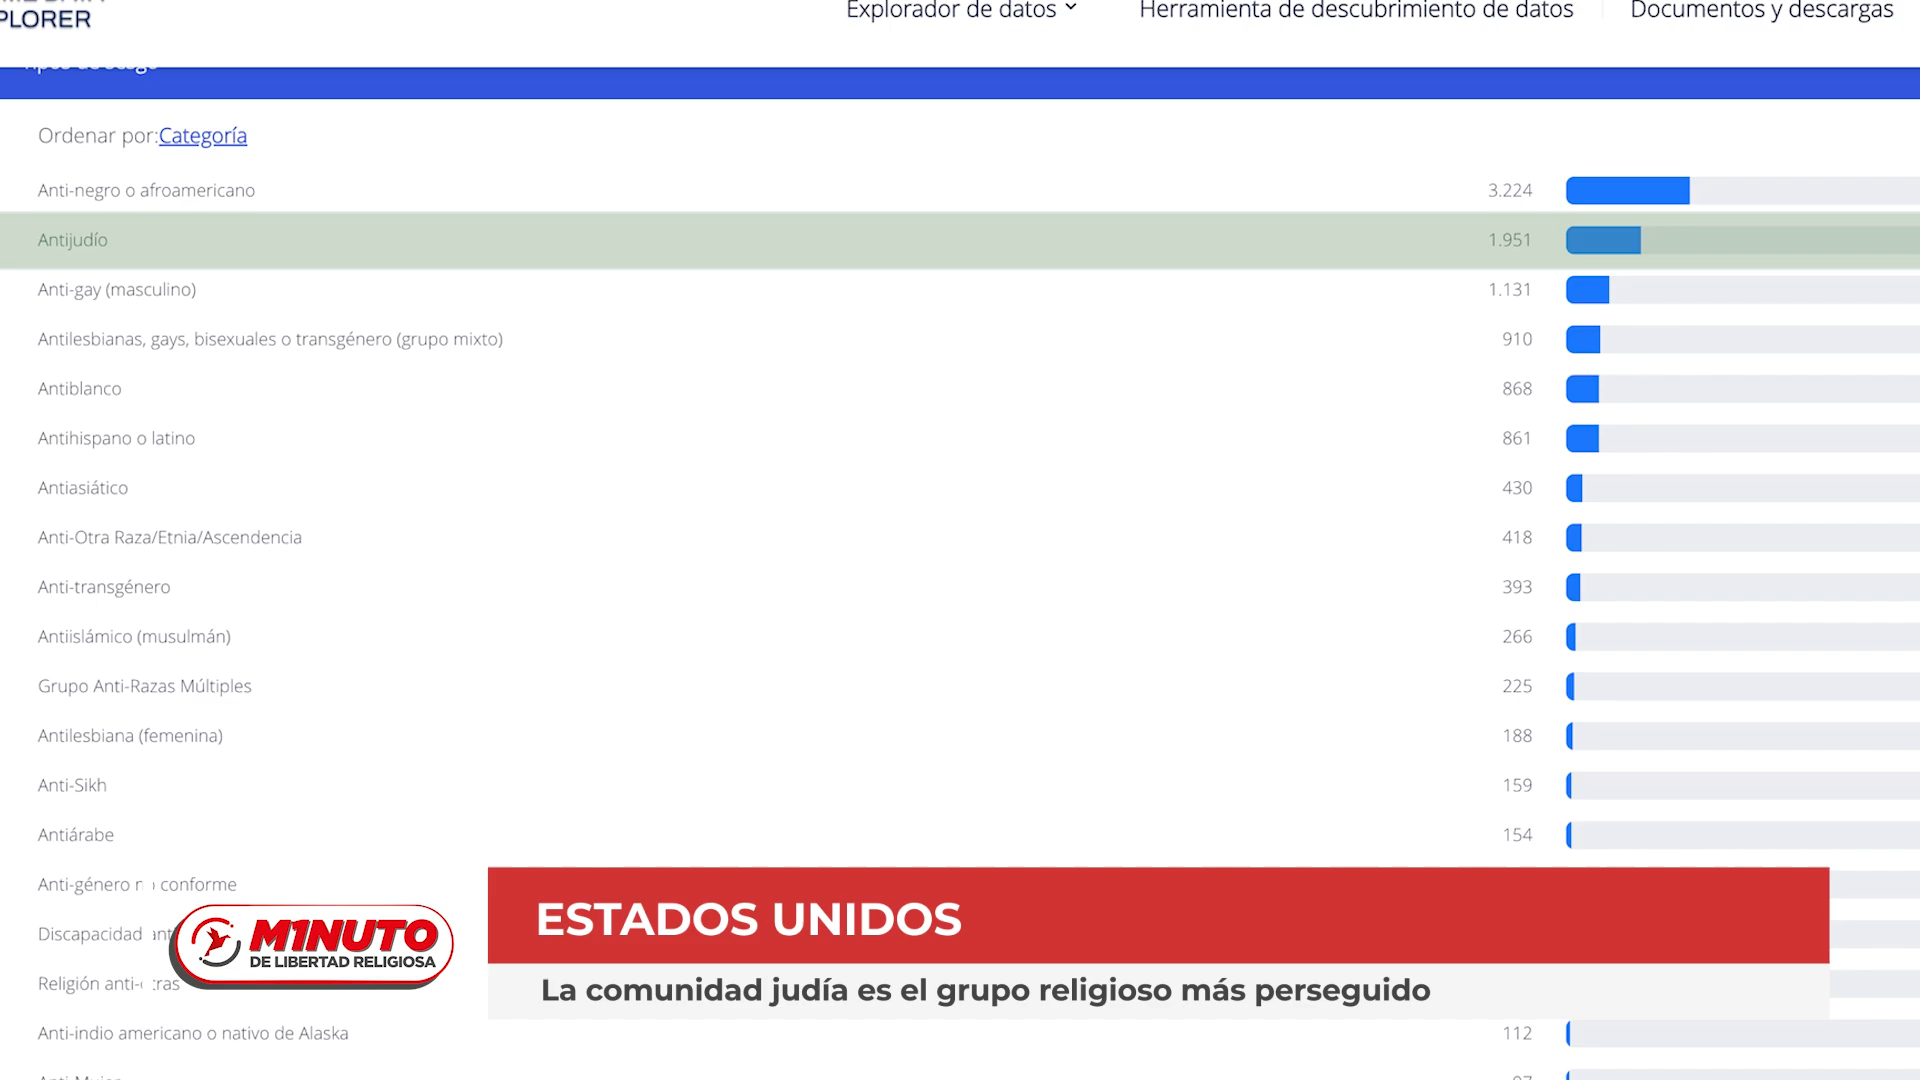 PLORER
Explorador de datos
Herramienta de descubrimiento de datos
Documentos y descargas
Ordenar por:Categoría
Anti-negro o afroamericano 3.224
Antijudío 1.951
Anti-gay (masculino) 1.131
Antilesbianas, gays, bisexuales o transgénero (grupo mixto) 910
Antiblanco 868
Antihispano o latino 861
Antiasiático 430
Anti-Otra Raza/Etnia/Ascendencia 418
Anti-transgénero 393
Antiislámico (musulmán) 266
Grupo Anti-Razas Múltiples 225
Antilesbiana (femenina) 188
Anti-Sikh 159
Antiárabe 154
Anti-género conforme
Discapacidad
Religión anti-
Anti-indio americano o nativo de Alaska 112
M1NUTO
DE LIBERTAD RELIGIOSA
ESTADOS UNIDOS
La comunidad judía es el grupo religioso más perseguido